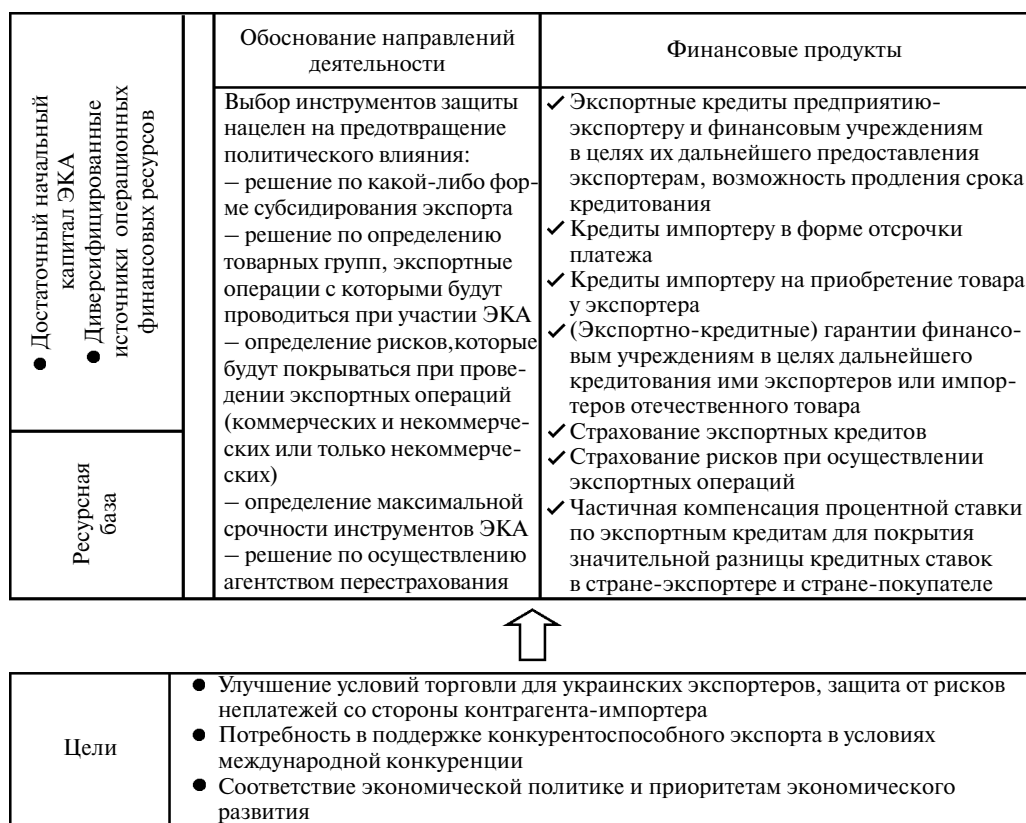 ● Достаточный начальный
капитал ЭКА
● Диверсифицированные
источники операционных
финансовых ресурсов
Ресурсная
база
Обоснование направлений
деятельности
Выбор инструментов защиты
нацелен на предотвращение
политического влияния:
– решение по какой-либо фор-
ме субсидирования экспорта
– решение по определению
товарных групп, экспортные
операции с которыми будут
проводиться при участии ЭКА
– определение рисков,которые
будут покрываться при прове-
дении экспортных операций
(коммерческих и некоммерче-
ских или только некоммерче-
ских)
– определение максимальной
срочности инструментов ЭКА
– решение по осуществлению
агентством перестрахования
Финансовые продукты
✓ Экспортные кредиты предприятию-
экспортеру и финансовым учреждениям
в целях их дальнейшего предоставления
экспортерам, возможность продления срока
кредитования
✓ Кредиты импортеру в форме отсрочки
платежа
✓ Кредиты импортеру на приобретение товара
у экспортера
✓ (Экспортно-кредитные) гарантии финансо-
вым учреждениям в целях дальнейшего
кредитования ими экспортеров или импор-
теров отечественного товара
✓ Страхование экспортных кредитов
✓ Страхование рисков при осуществлении
экспортных операций
✓ Частичная компенсация процентной ставки
по экспортным кредитам для покрытия
значительной разницы кредитных ставок
в стране-экспортере и стране-покупателе
Цели
● Улучшение условий торговли для украинских экспортеров, защита от рисков
неплатежей со стороны контрагента-импортера
● Потребность в поддержке конкурентоспособного экспорта в условиях
международной конкуренции
● Соответствие экономической политике и приоритетам экономического
развития